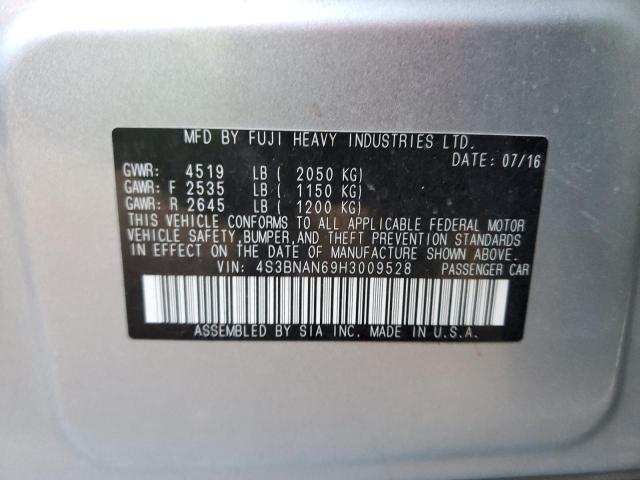 MFD BY FUJI HEAVY INDUSTRIES LTD.
DATE: 07/16
GVWR: 4519 LB ( 2050 KG)
GAWR: F 2535 LB ( 1150 KG)
GAWR: R 2645 LB ( 1200 KG)
THIS VEHICLE CONFORMS TO ALL APPLICABLE FEDERAL MOTOR
VEHICLE SAFETY, BUMPER, AND THEFT PREVENTION STANDARDS
IN EFFECT ON THE DATE OF MANUFACTURE SHOWN ABOVE.
VIN: 4S3BNAN69H3009528 PASSENGER CAR
ASSEMBLED BY SIA INC. MADE IN U.S.A.